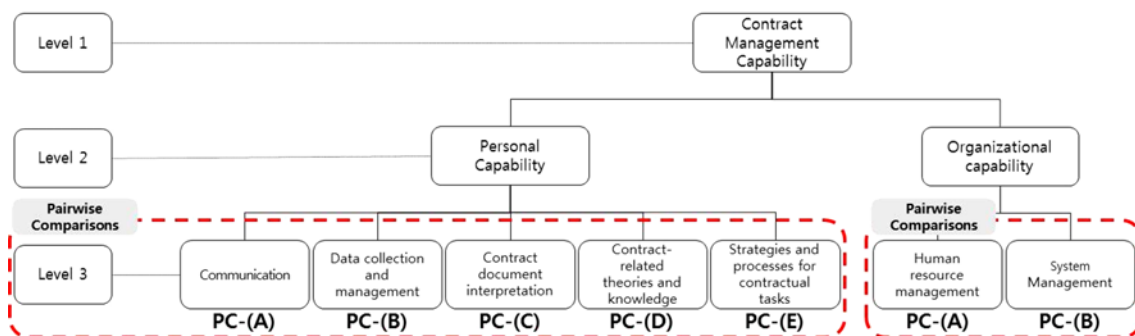 Level 1
Contract
Management
Capability
Level 2
Personal
Capability
Organizational
capability
Pairwise
Comparisons
Pairwise
Comparisons
Level 3
Communication
Data collection
and
management
Contract
document
interpretation
Contract-
related
theories and
knowledge
Strategies and
processes for
contractual
tasks
Human
resource
management
System
Management
PC-(A)
PC-(B)
PC-(C)
PC-(D)
PC-(E)
PC-(A)
PC-(B)